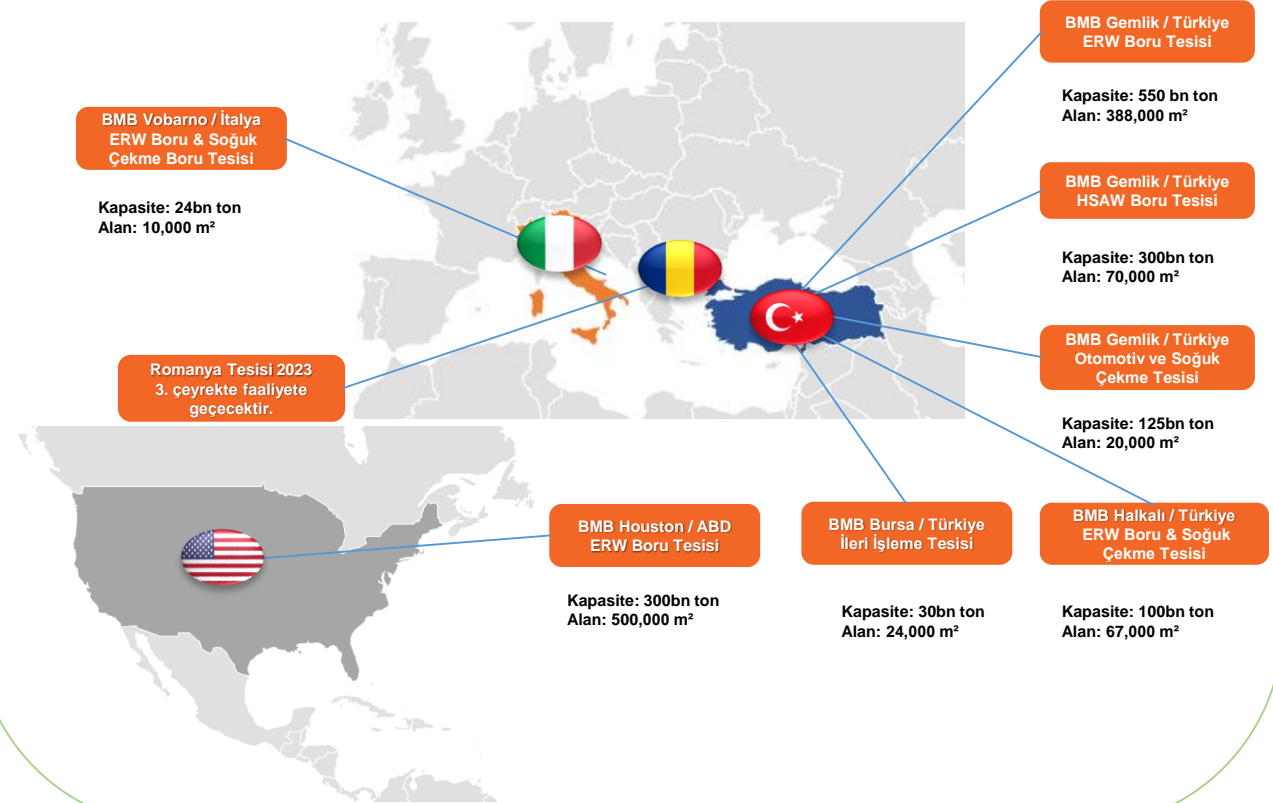 BMB Gemlik / Türkiye
ERW Boru Tesisi
Kapasite: 550 bn ton
Alan: 388,000 m²
BMB Vobarno / İtalya
ERW Boru & Soğuk
Çekme Boru Tesisi
Kapasite: 24bn ton
Alan: 10,000 m²
BMB Gemlik / Türkiye
HSAW Boru Tesisi
Kapasite: 300bn ton
Alan: 70,000 m²
BMB Gemlik / Türkiye
Otomotiv ve Soğuk
Çekme Tesisi
Kapasite: 125bn ton
Alan: 20,000 m²
Romanya Tesisi 2023
3. çeyrekte faaliyete
geçecektir.
BMB Houston / ABD
ERW Boru Tesisi
Kapasite: 300bn ton
Alan: 500,000 m²
BMB Bursa / Türkiye
İleri İşleme Tesisi
Kapasite: 30bn ton
Alan: 24,000 m²
BMB Halkalı / Türkiye
ERW Boru & Soğuk
Çekme Tesisi
Kapasite: 100bn ton
Alan: 67,000 m²